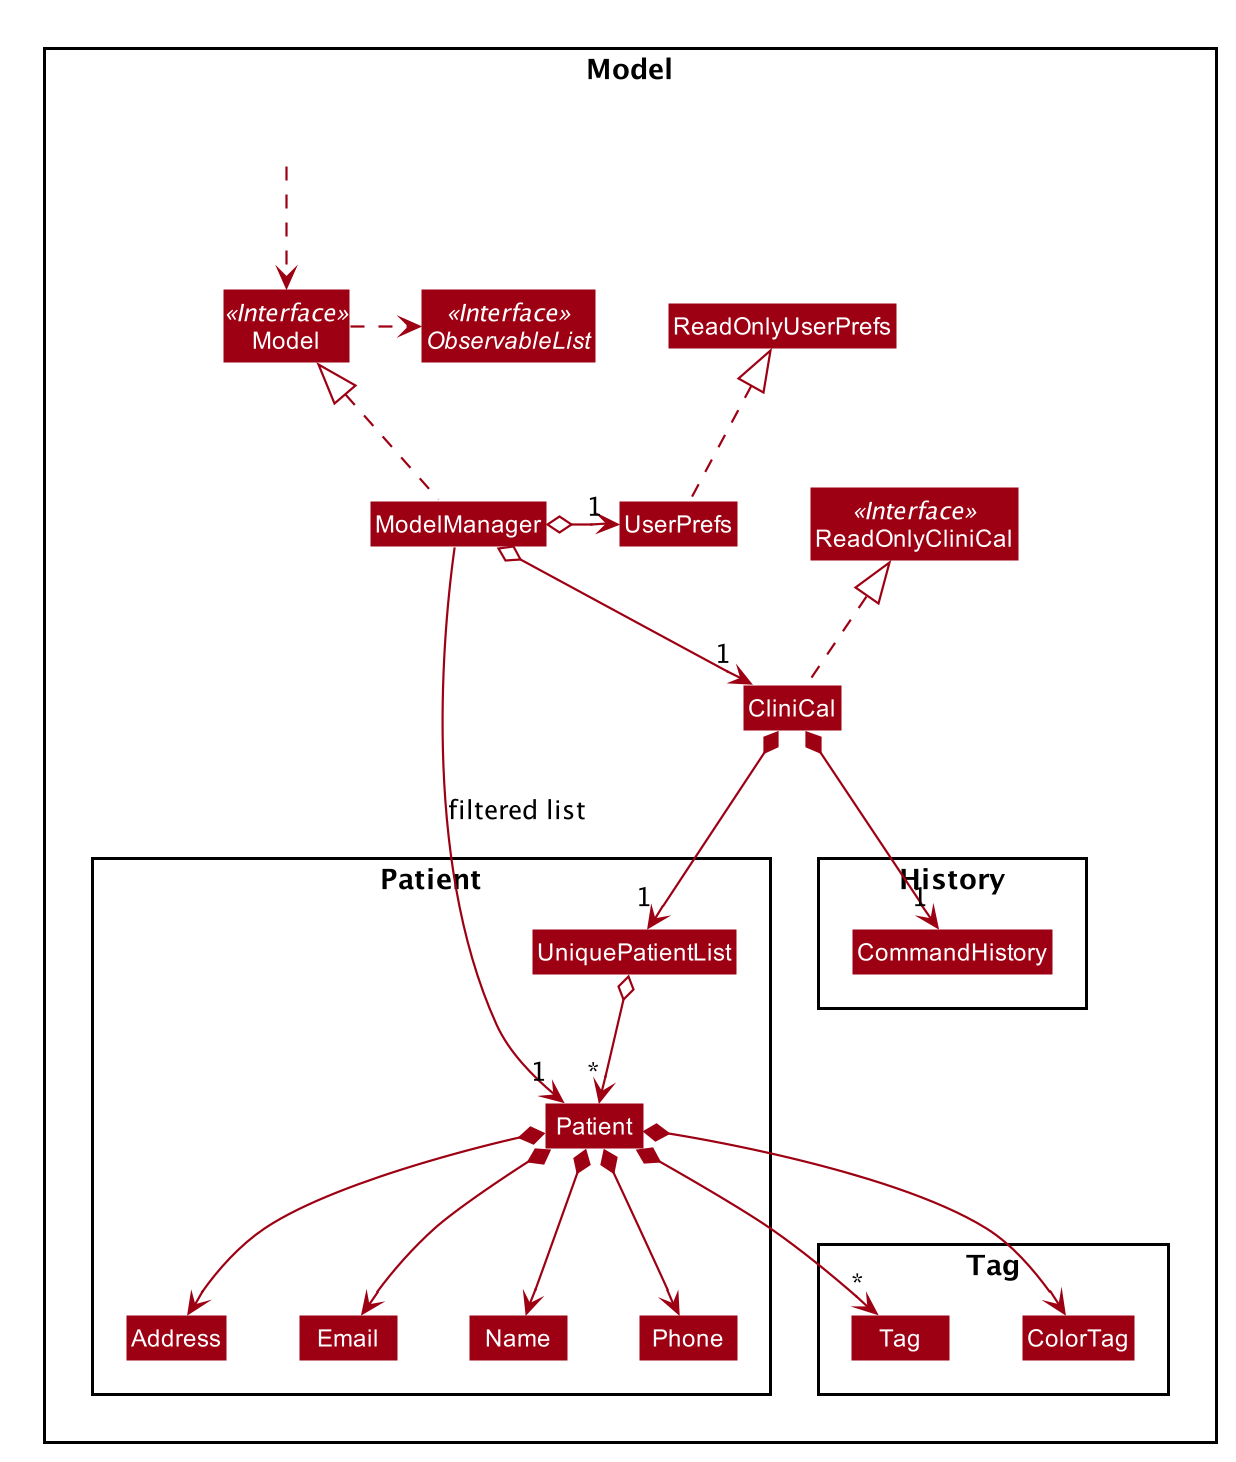 Model
«Interface»
Model
«Interface»
ObservableList
ReadOnlyUserPrefs
ModelManager
1
UserPrefs
«Interface»
ReadOnlyCliniCal
1
CliniCal
filtered list
Patient
History
1
1
UniquePatientList
CommandHistory
1
*
Patient
Tag
*
Address
Email
Name
Phone
Tag
ColorTag